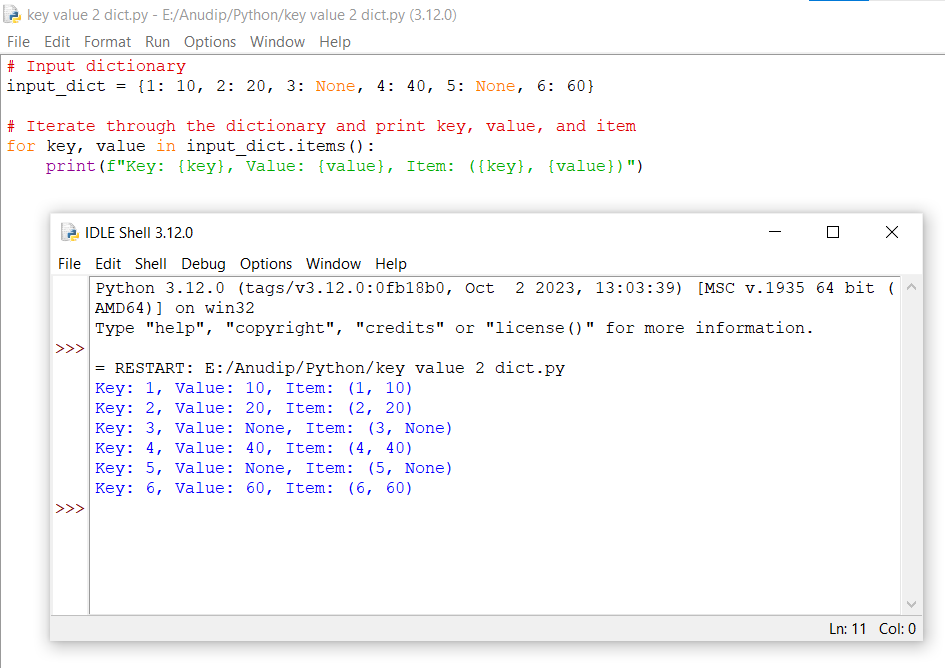 key value 2 dict.py - E:/Anudip/Python/key value 2 dict.py (3.12.0)
File Edit Format Run Options Window Help
# Input dictionary
input_dict = {1: 10, 2: 20, 3: None, 4: 40, 5: None, 6: 60}
# Iterate through the dictionary and print key, value, and item
for key, value in input_dict.items():
    print(f"Key: {key}, Value: {value}, Item: ({key}, {value})")
IDLE Shell 3.12.0
File Edit Shell Debug Options Window Help
Python 3.12.0 (tags/v3.12.0:0fb18b0, Oct  2 2023, 13:03:39) [MSC v.1935 64 bit (
AMD64)] on win32
Type "help", "copyright", "credits" or "license()" for more information.
>>>
= RESTART: E:/Anudip/Python/key value 2 dict.py
Key: 1, Value: 10, Item: (1, 10)
Key: 2, Value: 20, Item: (2, 20)
Key: 3, Value: None, Item: (3, None)
Key: 4, Value: 40, Item: (4, 40)
Key: 5, Value: None, Item: (5, None)
Key: 6, Value: 60, Item: (6, 60)
>>>
Ln: 11 Col: 0